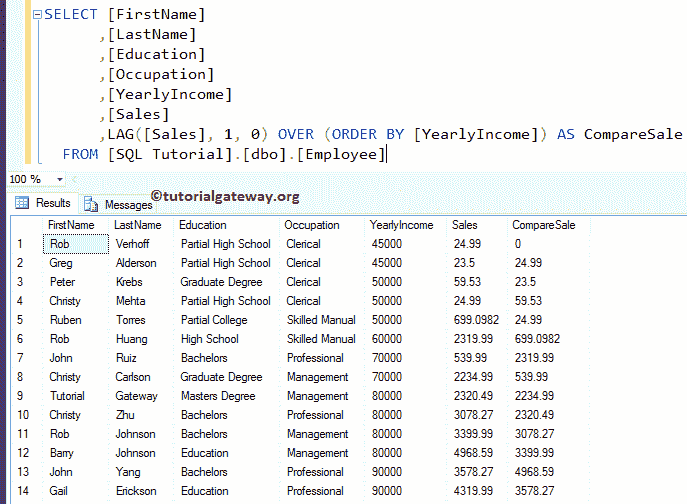 SELECT [FirstName]
,[LastName]
,[Education]
,[Occupation]
,[YearlyIncome]
,[Sales]
,LAG([Sales], 1, 0) OVER (ORDER BY [YearlyIncome]) AS CompareSale
FROM [SQL Tutorial].[dbo].[Employee]
100 %
©tutorialgateway.org
Results Messages
FirstName LastName Education Occupation YearlyIncome Sales CompareSale
1 Rob Verhoff Partial High School Clerical 45000 24.99 0
2 Greg Alderson Partial High School Clerical 45000 23.5 24.99
3 Peter Krebs Graduate Degree Clerical 50000 59.53 23.5
4 Christy Mehta Partial High School Clerical 50000 24.99 59.53
5 Ruben Torres Partial College Skilled Manual 50000 699.0982 24.99
6 Rob Huang High School Skilled Manual 60000 2319.99 699.0982
7 John Ruiz Bachelors Professional 70000 539.99 2319.99
8 Christy Carlson Graduate Degree Management 70000 2234.99 539.99
9 Tutorial Gateway Masters Degree Management 80000 2320.49 2234.99
10 Christy Zhu Bachelors Professional 80000 3078.27 2320.49
11 Rob Johnson Bachelors Management 80000 3399.99 3078.27
12 Barry Johnson Education Management 80000 4968.59 3399.99
13 John Yang Bachelors Professional 90000 3578.27 4968.59
14 Gail Erickson Education Professional 90000 4319.99 3578.27